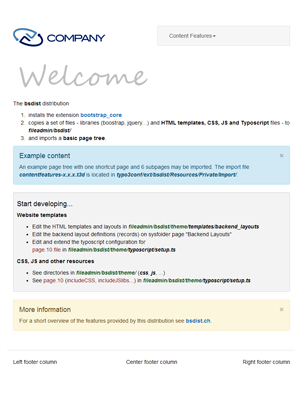 COMPANY
Content Features
Welcome
The bsdist distribution
1. installs the extension bootstrap_core
2. copies a set of files - libraries (boostrap, jquery...) and HTML templates, CSS, JS and Typoscript files - to
fileadmin/bsdist/
3. and imports a basic page tree.
Example content ×
An example page tree with one shortcut page and 6 subpages may be imported. The import file
contentfeatures-x.x.x.t3d is located in typo3conf/ext/bsdist/Resources/Private/Import/.
Start developing...
Website templates
Edit the HTML templates and layouts in fileadmin/bsdist/theme/templates/backend_layouts
Edit the backend layout definitions (records) on sysfolder page "Backend Layouts"
Edit and extend the typoscript configuration for
page.10.file in fileadmin/bsdist/theme/typoscript/setup.ts
CSS, JS and other resources
See directories in fileadmin/bsdist/theme/ (css, js, ...)
See page.10 (includeCSS, includeJSlibs...) in fileadmin/bsdist/theme/typoscript/setup.ts
More information ×
For a short overview of the features provided by this distribution see bsdist.ch.
Left footer column Center footer column Right footer column